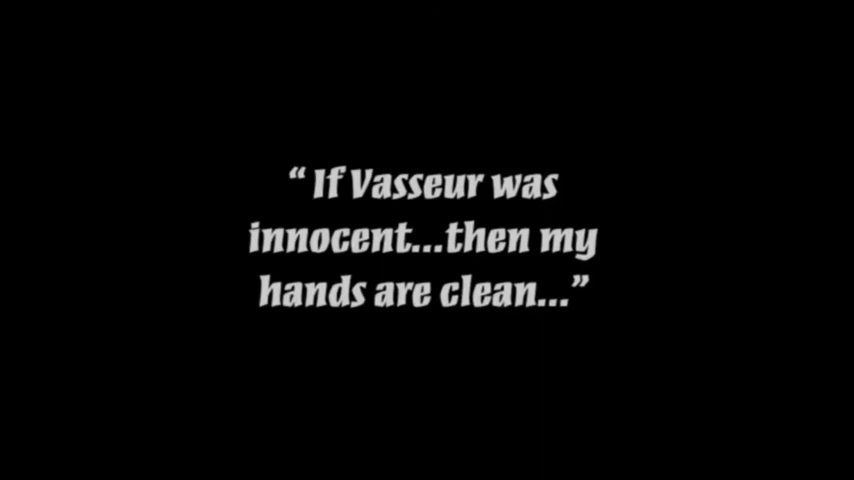 “ If Vasseur was
innocent...then my
hands are clean...”